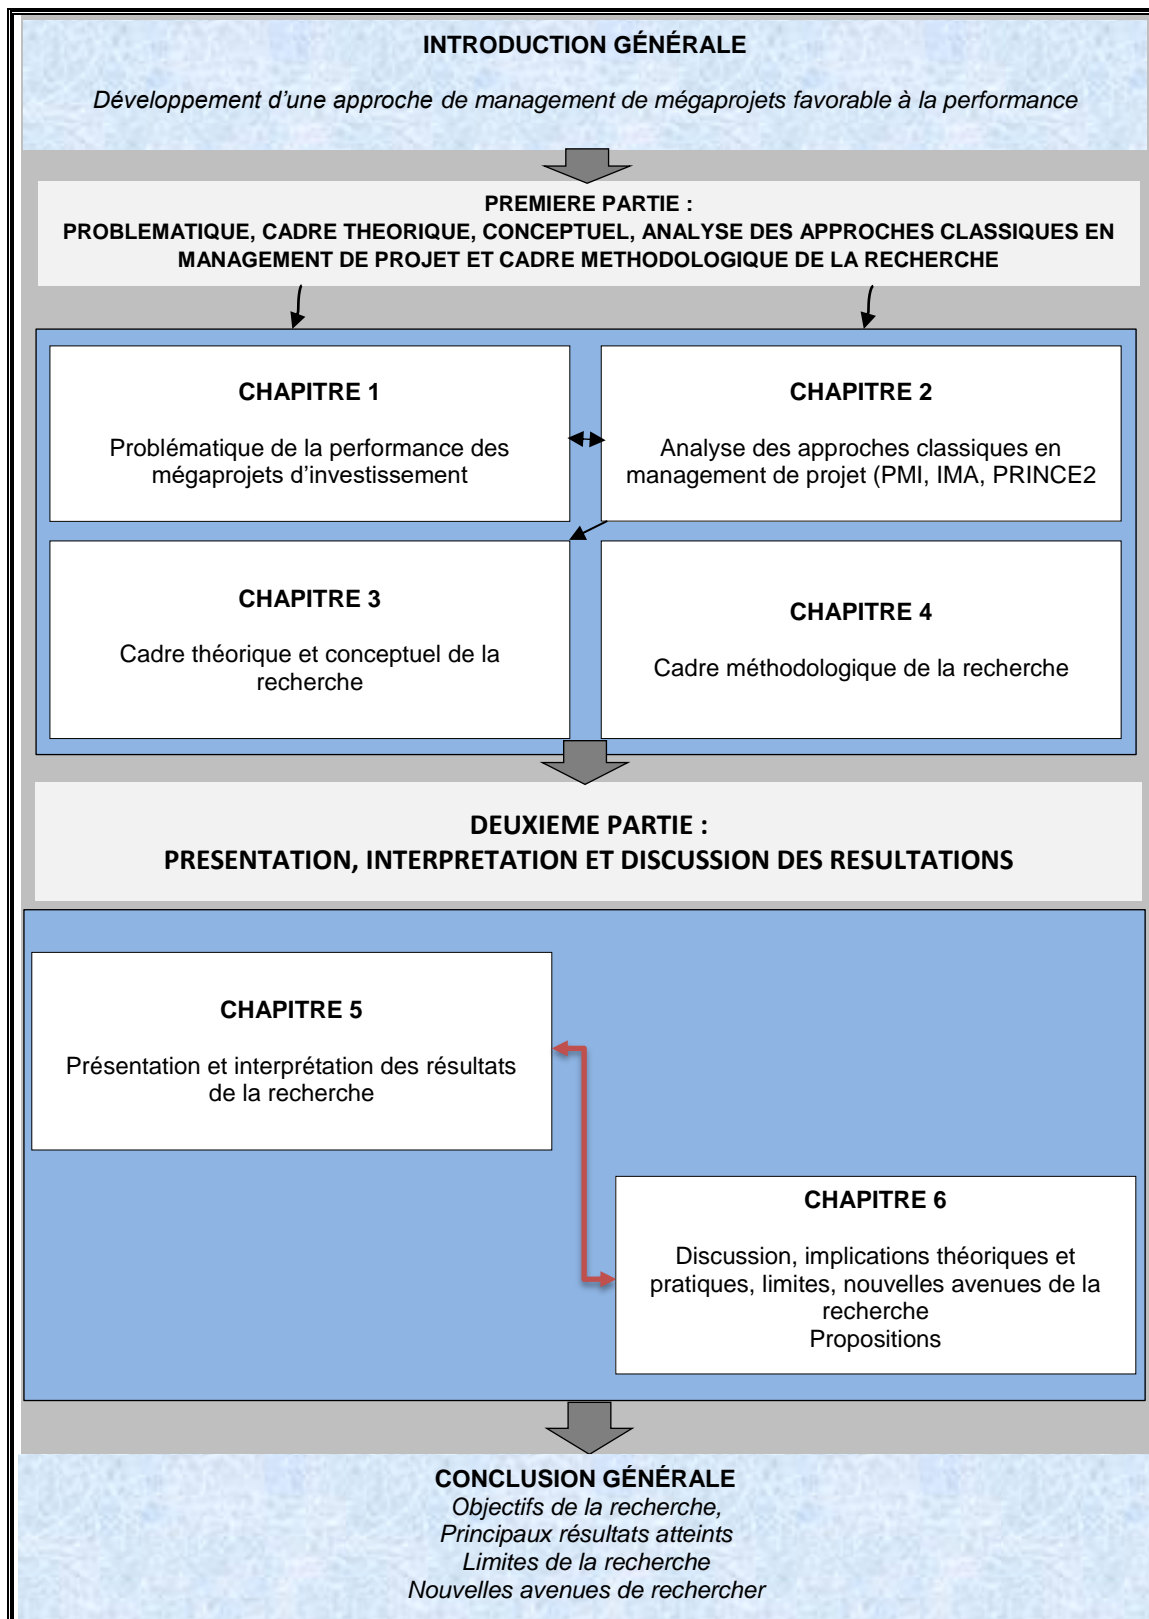 INTRODUCTION GÉNÉRALE
Développement d’une approche de management de mégaprojets favorable à la performance
PREMIERE PARTIE :
PROBLEMATIQUE, CADRE THEORIQUE, CONCEPTUEL, ANALYSE DES APPROCHES CLASSIQUES EN
MANAGEMENT DE PROJET ET CADRE METHODOLOGIQUE DE LA RECHERCHE
CHAPITRE 1
Problématique de la performance des
mégaprojets d’investissement
CHAPITRE 2
Analyse des approches classiques en
management de projet (PMI, IMA, PRINCE2
CHAPITRE 3
Cadre théorique et conceptuel de la
recherche
CHAPITRE 4
Cadre méthodologique de la recherche
DEUXIEME PARTIE :
PRESENTATION, INTERPRETATION ET DISCUSSION DES RESULTATIONS
CHAPITRE 5
Présentation et interprétation des résultats
de la recherche
CHAPITRE 6
Discussion, implications théoriques et
pratiques, limites, nouvelles avenues de la
recherche
Propositions
CONCLUSION GÉNÉRALE
Objectifs de la recherche,
Principaux résultats atteints
Limites de la recherche
Nouvelles avenues de rechercher